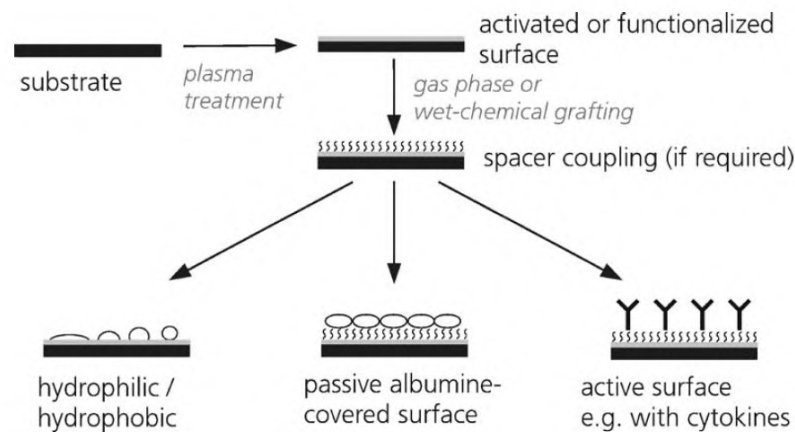 substrate
plasma
treatment
activated or functionalized
surface
gas phase or
wet-chemical grafting
spacer coupling (if required)
hydrophilic /
hydrophobic
passive albumine-
covered surface
active surface
e.g. with cytokines